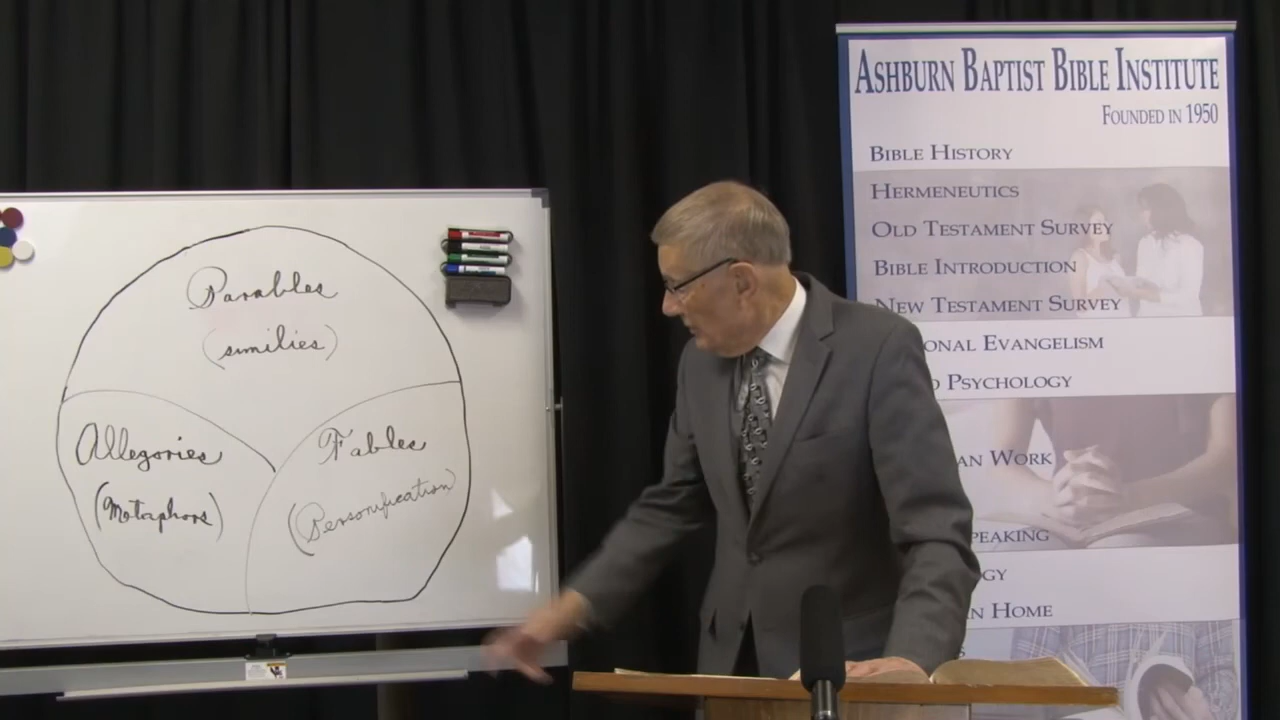 Parables
(similies)
Allegories
(Metaphors)
Fables
(Personification)
ASHBURN BAPTIST BIBLE INSTITUTE
FOUNDED IN 1950
BIBLE HISTORY
HERMENEUTICS
OLD TESTAMENT SURVEY
BIBLE INTRODUCTION
NEW TESTAMENT SURVEY
ONAL EVANGELISM
PSYCHOLOGY
AN WORK
PEAKING
GY
AN HOME